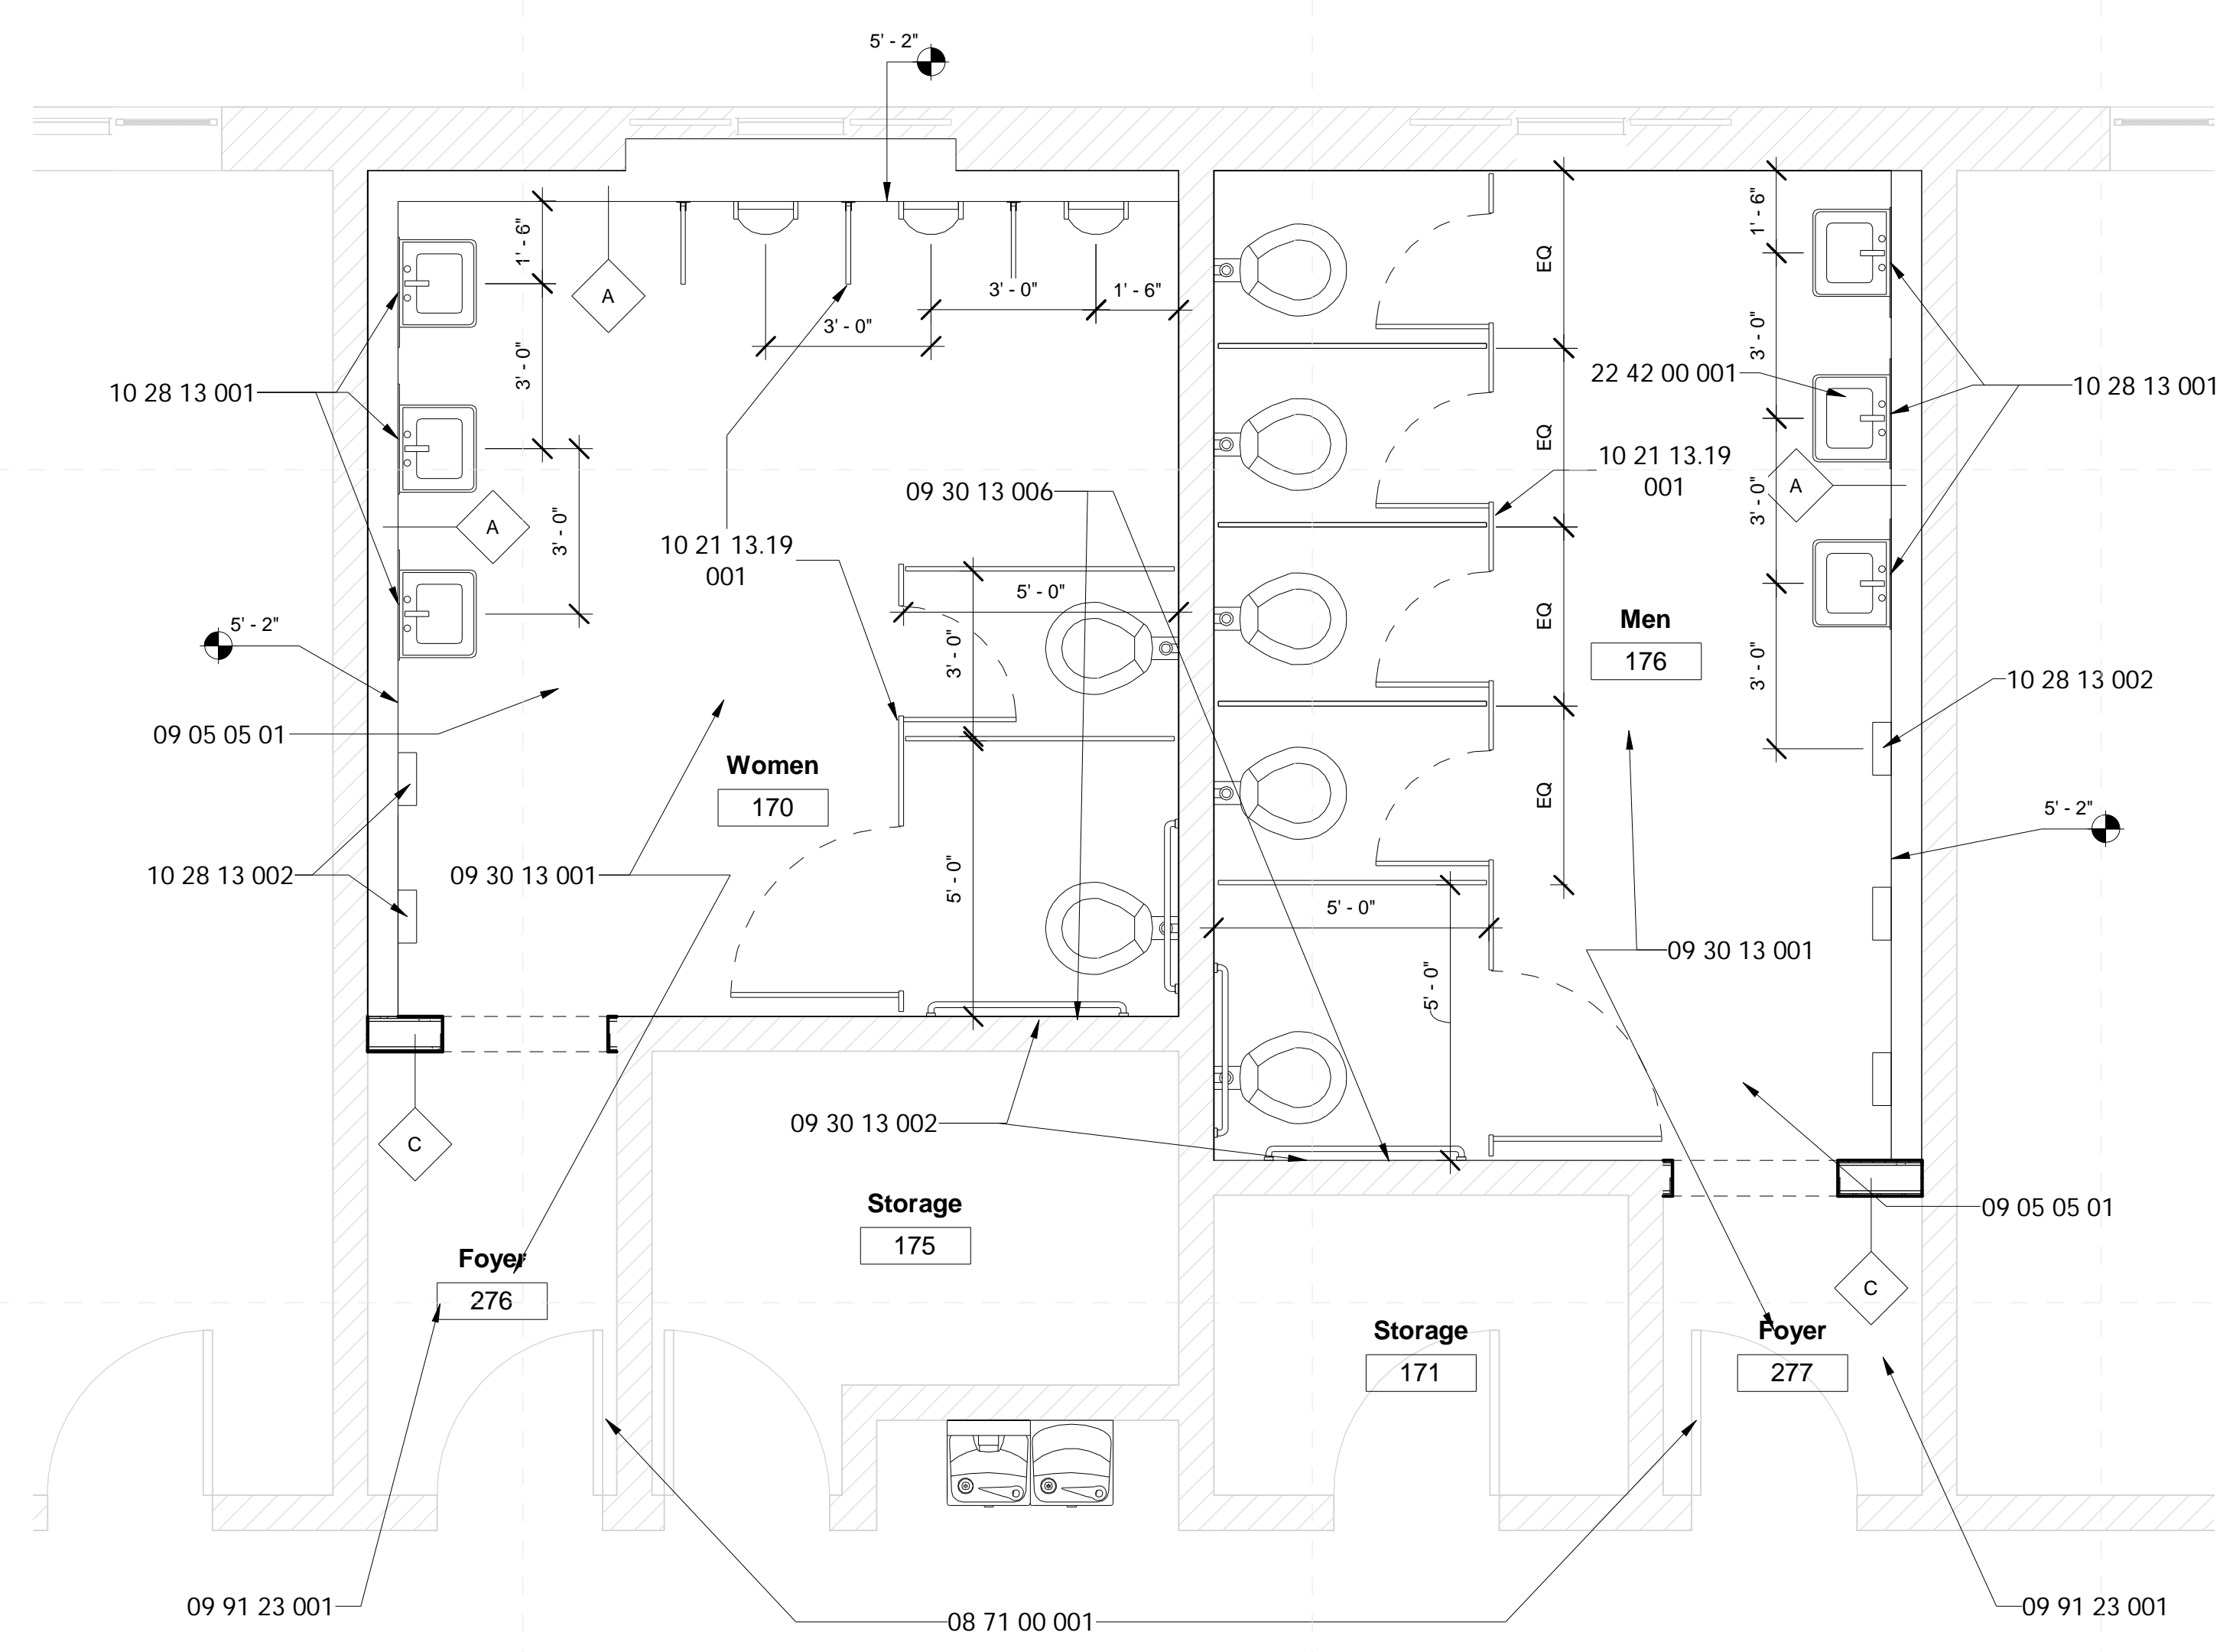 5' - 2"
1' - 6"
A
3' - 0"
1' - 6"
3' - 0"
EQ
1' - 6"
3' - 0"
3' - 0"
22 42 00 001
10 28 13 001
10 28 13 001
EQ
10 21 13.19
001
09 30 13 006
3' - 0"
A
A
3' - 0"
10 21 13.19
001
5' - 0"
3' - 0"
EQ
Men
176
5' - 2"
3' - 0"
10 28 13 002
09 05 05 01
Women
170
EQ
5' - 2"
10 28 13 002
09 30 13 001
5' - 0"
5' - 0"
09 30 13 001
5' - 0"
09 30 13 002
C
Storage
175
09 05 05 01
Foyer
276
C
Storage
171
Foyer
277
09 91 23 001
08 71 00 001
09 91 23 001